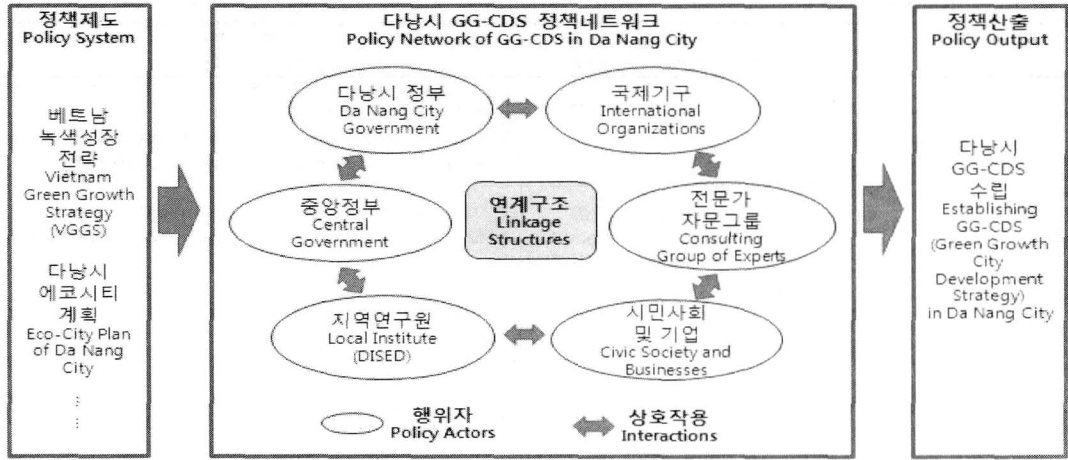 정책제도
Policy System
베트남
녹색성장
전략
Vietnam
Green Growth
Strategy
(VGGS)
다낭시
에코시티
계획
Eco-City Plan
of Da Nang
City
⋮
⋮
다낭시 GG-CDS 정책네트워크
Policy Network of GG-CDS in Da Nang City
다낭시 정부
Da Nang City
Government
국제기구
International
Organizations
중앙정부
Central
Government
연계구조
Linkage
Structures
전문가
자문그룹
Consulting
Group of Experts
지역연구원
Local Institute
(DISED)
시민사회
및 기업
Civic Society and
Businesses
행위자
Policy Actors
상호작용
Interactions
정책산출
Policy Output
다낭시
GG-CDS
수립
Establishing
GG-CDS
(Green Growth
City
Development
Strategy)
in Da Nang City